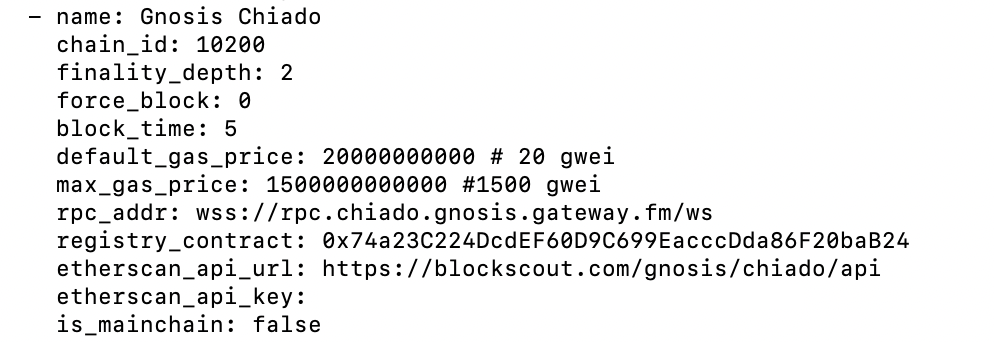 - name: Gnosis Chiado
chain_id: 10200
finality_depth: 2
force_block: 0
block_time: 5
default_gas_price: 20000000000 # 20 gwei
max_gas_price: 1500000000000 #1500 gwei
rpc_addr: wss://rpc.chiado.gnosis.gateway.fm/ws
registry_contract: 0x74a23C224DcdEF60D9C699EacccDda86F20baB24
etherscan_api_url: https://blockscout.com/gnosis/chiado/api
etherscan_api_key:
is_mainchain: false